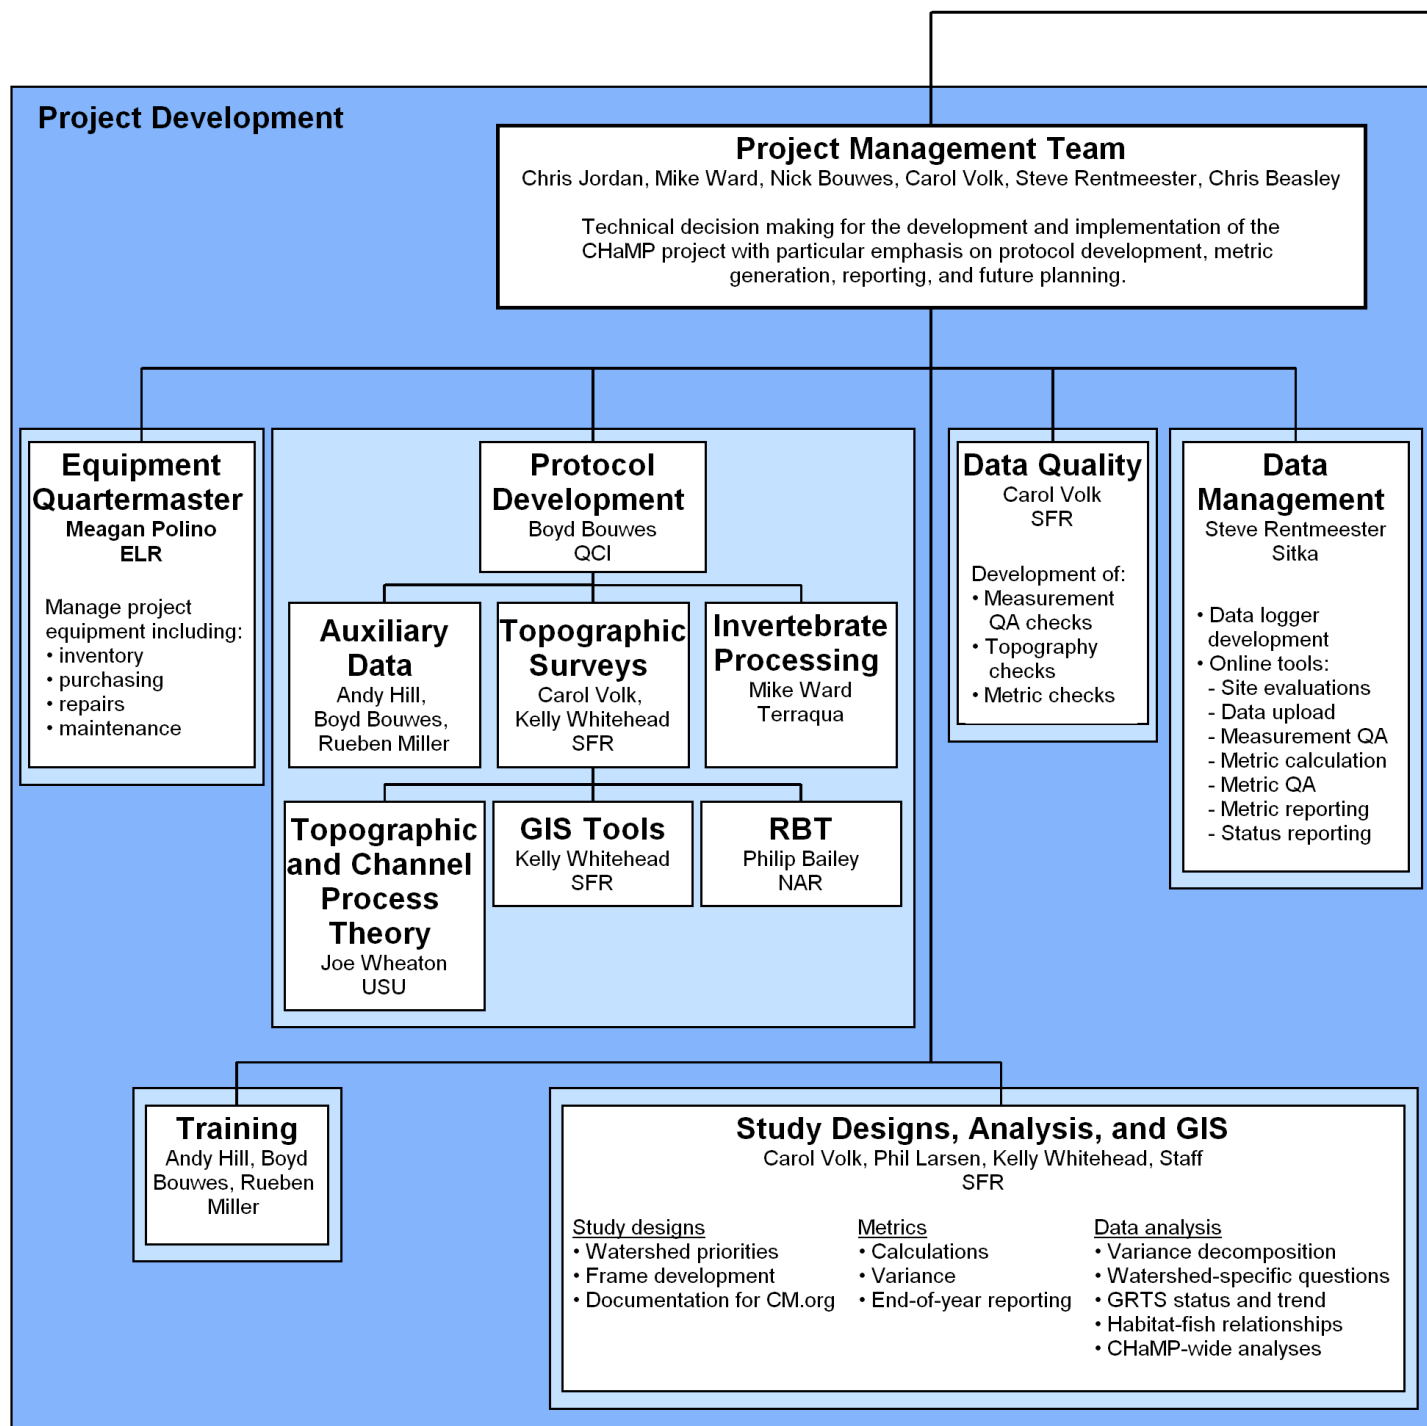 Project Development
Project Management Team
Chris Jordan, Mike Ward, Nick Bouwes, Carol Volk, Steve Rentmeester, Chris Beasley
Technical decision making for the development and implementation of the
CHaMP project with particular emphasis on protocol development, metric
generation, reporting, and future planning.
Equipment
Quartermaster
Meagan Polino
ELR
Manage project
equipment including:
• inventory
• purchasing
• repairs
• maintenance
Protocol
Development
Boyd Bouwes
QCI
Auxiliary
Data
Andy Hill,
Boyd Bouwes,
Rueben Miller
Topographic
Surveys
Carol Volk,
Kelly Whitehead
SFR
Invertebrate
Processing
Mike Ward
Terraqua
Topographic
and Channel
Process
Theory
Joe Wheaton
USU
GIS Tools
Kelly Whitehead
SFR
RBT
Philip Bailey
NAR
Data Quality
Carol Volk
SFR
Development of:
• Measurement
QA checks
• Topography
checks
• Metric checks
Data
Management
Steve Rentmeester
Sitka
• Data logger
development
• Online tools:
- Site evaluations
- Data upload
- Measurement QA
- Metric calculation
- Metric QA
- Metric reporting
- Status reporting
Training
Andy Hill, Boyd
Bouwes, Rueben
Miller
Study Designs, Analysis, and GIS
Carol Volk, Phil Larsen, Kelly Whitehead, Staff
SFR
Study designs
• Watershed priorities
• Frame development
• Documentation for CM.org
Metrics
• Calculations
• Variance
• End-of-year reporting
Data analysis
• Variance decomposition
• Watershed-specific questions
• GRTS status and trend
• Habitat-fish relationships
• CHaMP-wide analyses